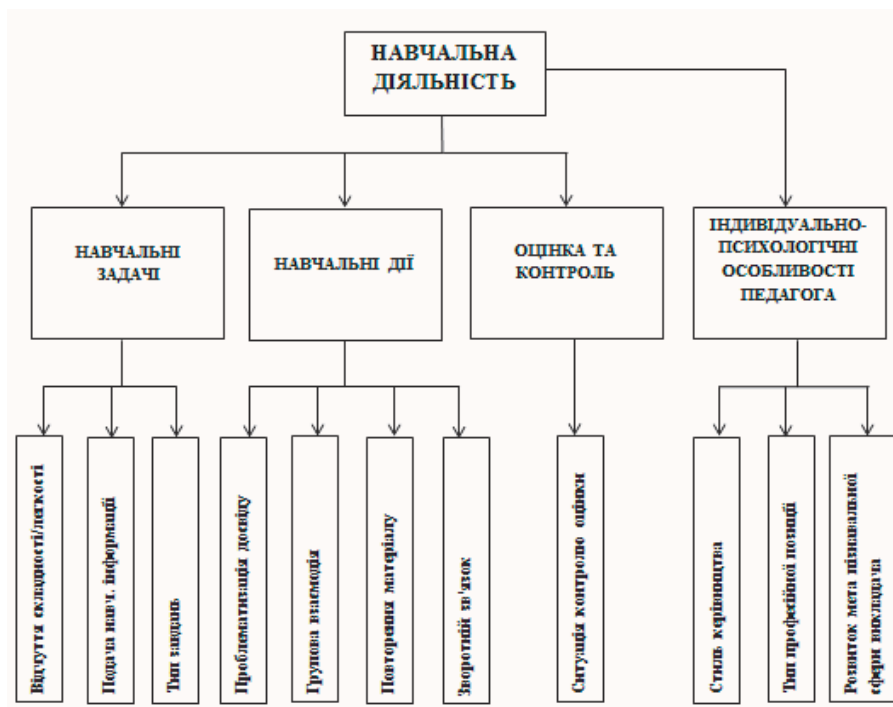 НАВЧАЛЬНА
ДІЯЛЬНІСТЬ
НАВЧАЛЬНІ
ЗАДАЧІ
НАВЧАЛЬНІ ДІЇ
ОЦІНКА ТА
КОНТРОЛЬ
ІНДИВІДУАЛЬНО-
ПСИХОЛОГІЧНІ
ОСОБЛИВОСТІ
ПЕДАГОГА
Відчуття складності/легкості
Подача навч. інформації
Тип завдань
Проблематизація досвіду
Групова взаємодія
Повторення матеріалу
Зворотній зв'язок
Ситуація контролю оцінки
Стиль керівництва
Тип професійної позиції
Розвиток мета пізнавальної
сфери викладача